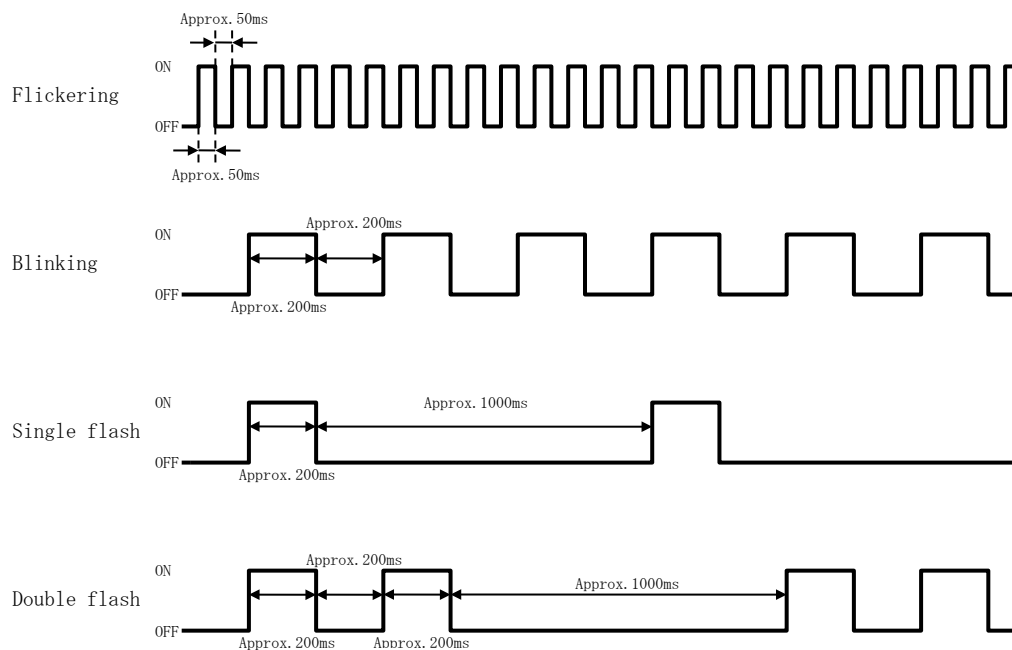 Approx.50ms
ON
Flickering
OFF
Approx.50ms
Approx.200ms
ON
Blinking
OFF
Approx.200ms
ON
Approx.1000ms
Single flash
OFF
Approx.200ms
Approx.200ms
ON
Approx.1000ms
Double flash
OFF
Approx.200ms
Approx.200ms